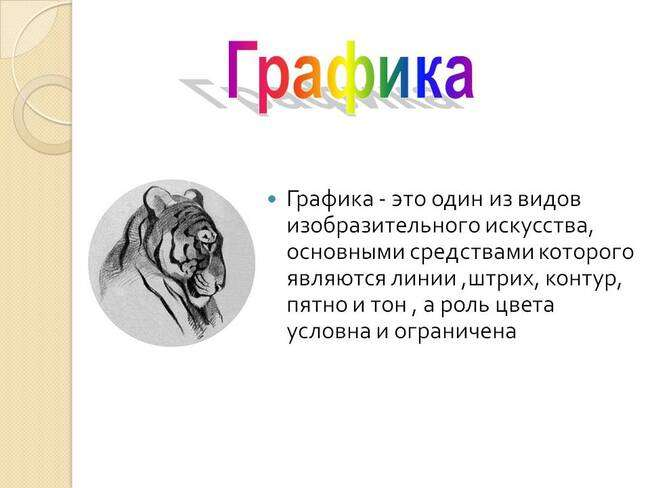 Графика
Графика - это один из видов
изобразительного искусства,
основными средствами которого
являются линии ,штрих, контур,
пятно и тон , а роль цвета
условна и ограничена